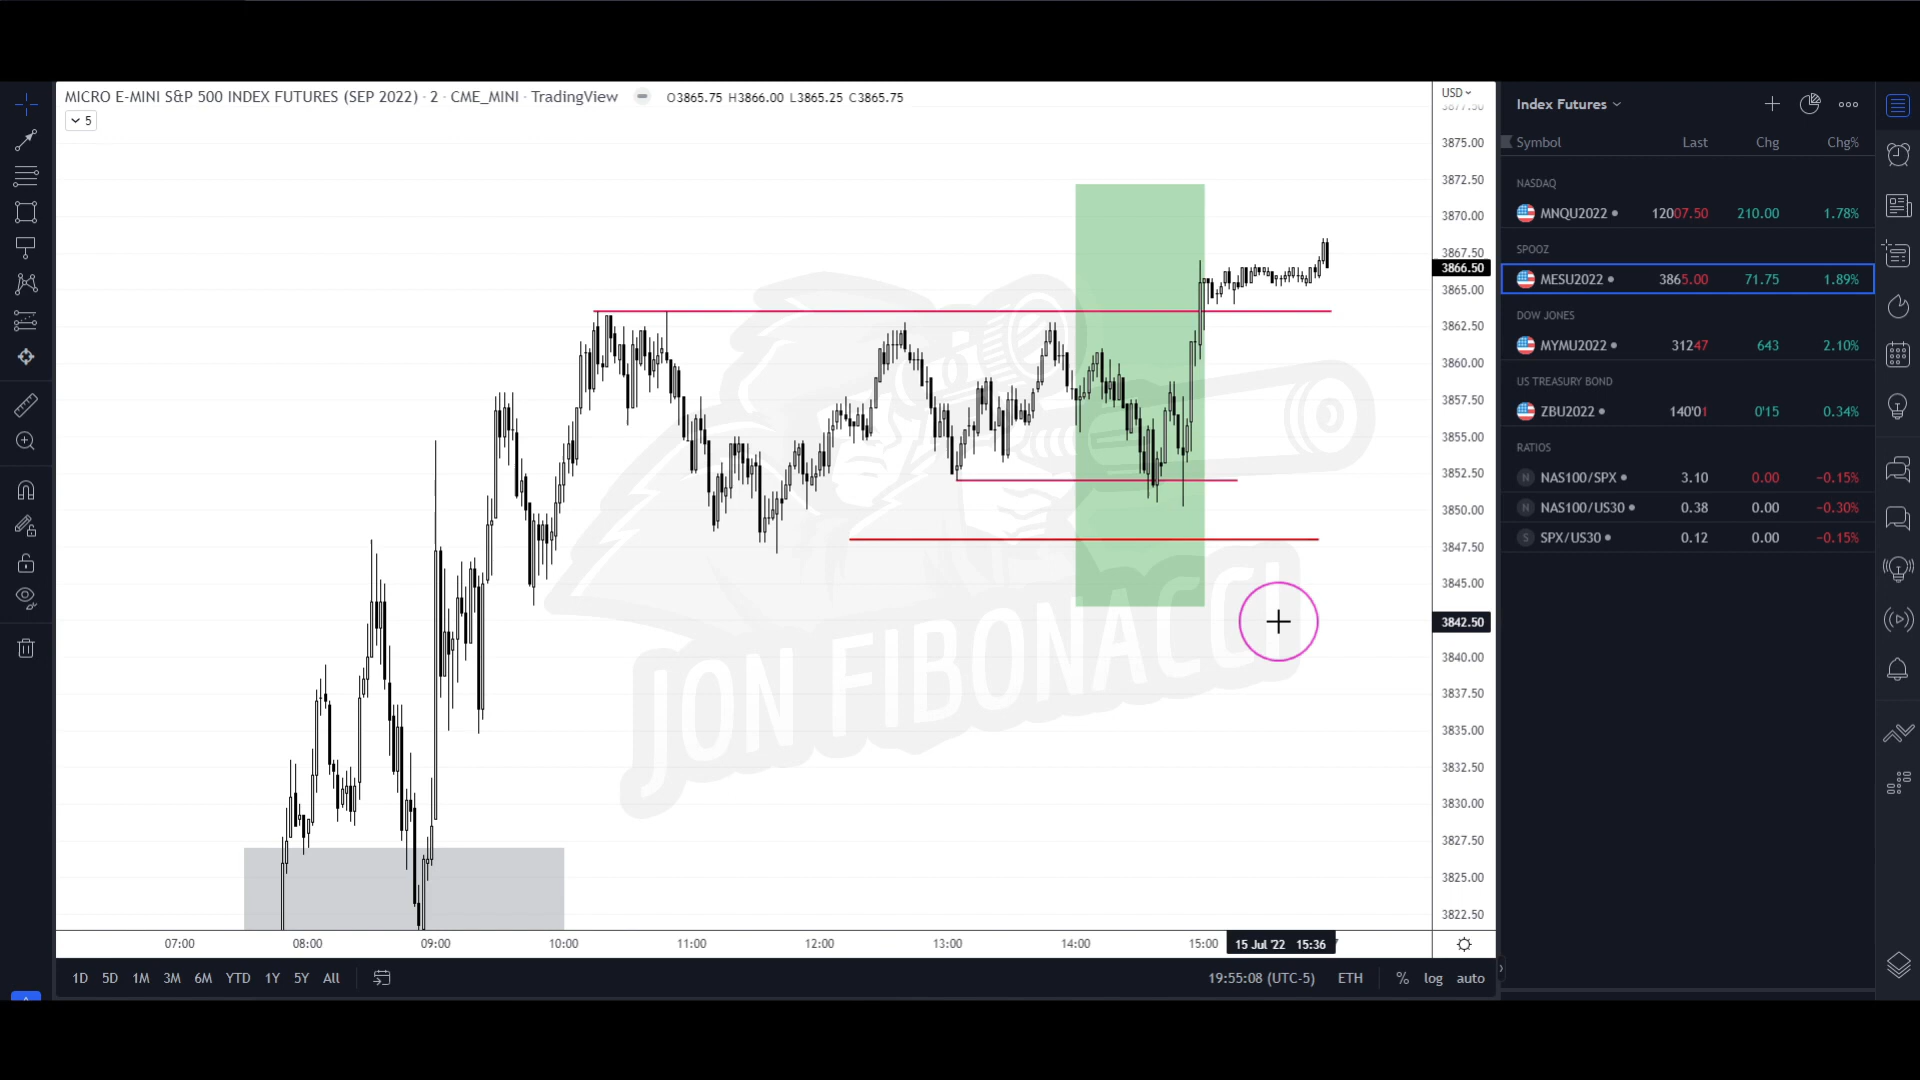 MICRO E-MINI S&P 500 INDEX FUTURES (SEP 2022) · 2 · CME_MINI · TradingView O3865.75 H3866.00 L3865.25 C3865.75
5
USD
3877.50
3875.00
3872.50
3870.00
3867.50
3866.50
3865.00
3862.50
3860.00
3857.50
3855.00
3852.50
3850.00
3847.50
3845.00
3842.50
3840.00
3837.50
3835.00
3832.50
3830.00
3827.50
3825.00
3822.50
JON FIBONACCI
07:00 08:00 09:00 10:00 11:00 12:00 13:00 14:00 15:00 15 Jul '22 15:36
1D 5D 1M 3M 6M YTD 1Y 5Y All 19:55:08 (UTC-5) ETH % log auto
Index Futures
Symbol Last Chg Chg%
NASDAQ
MNQU2022 12007.50 210.00 1.78%
SPOOZ
MESU2022 3865.00 71.75 1.89%
DOW JONES
MYMU2022 31247 643 2.10%
US TREASURY BOND
ZBU2022 140'01 0'15 0.34%
RATIOS
N NAS100/SPX 3.10 0.00 −0.15%
N NAS100/US30 0.38 0.00 −0.30%
S SPX/US30 0.12 0.00 −0.15%